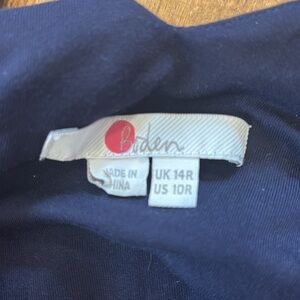 Boden
MADE IN
CHINA
UK 14R
US 10R